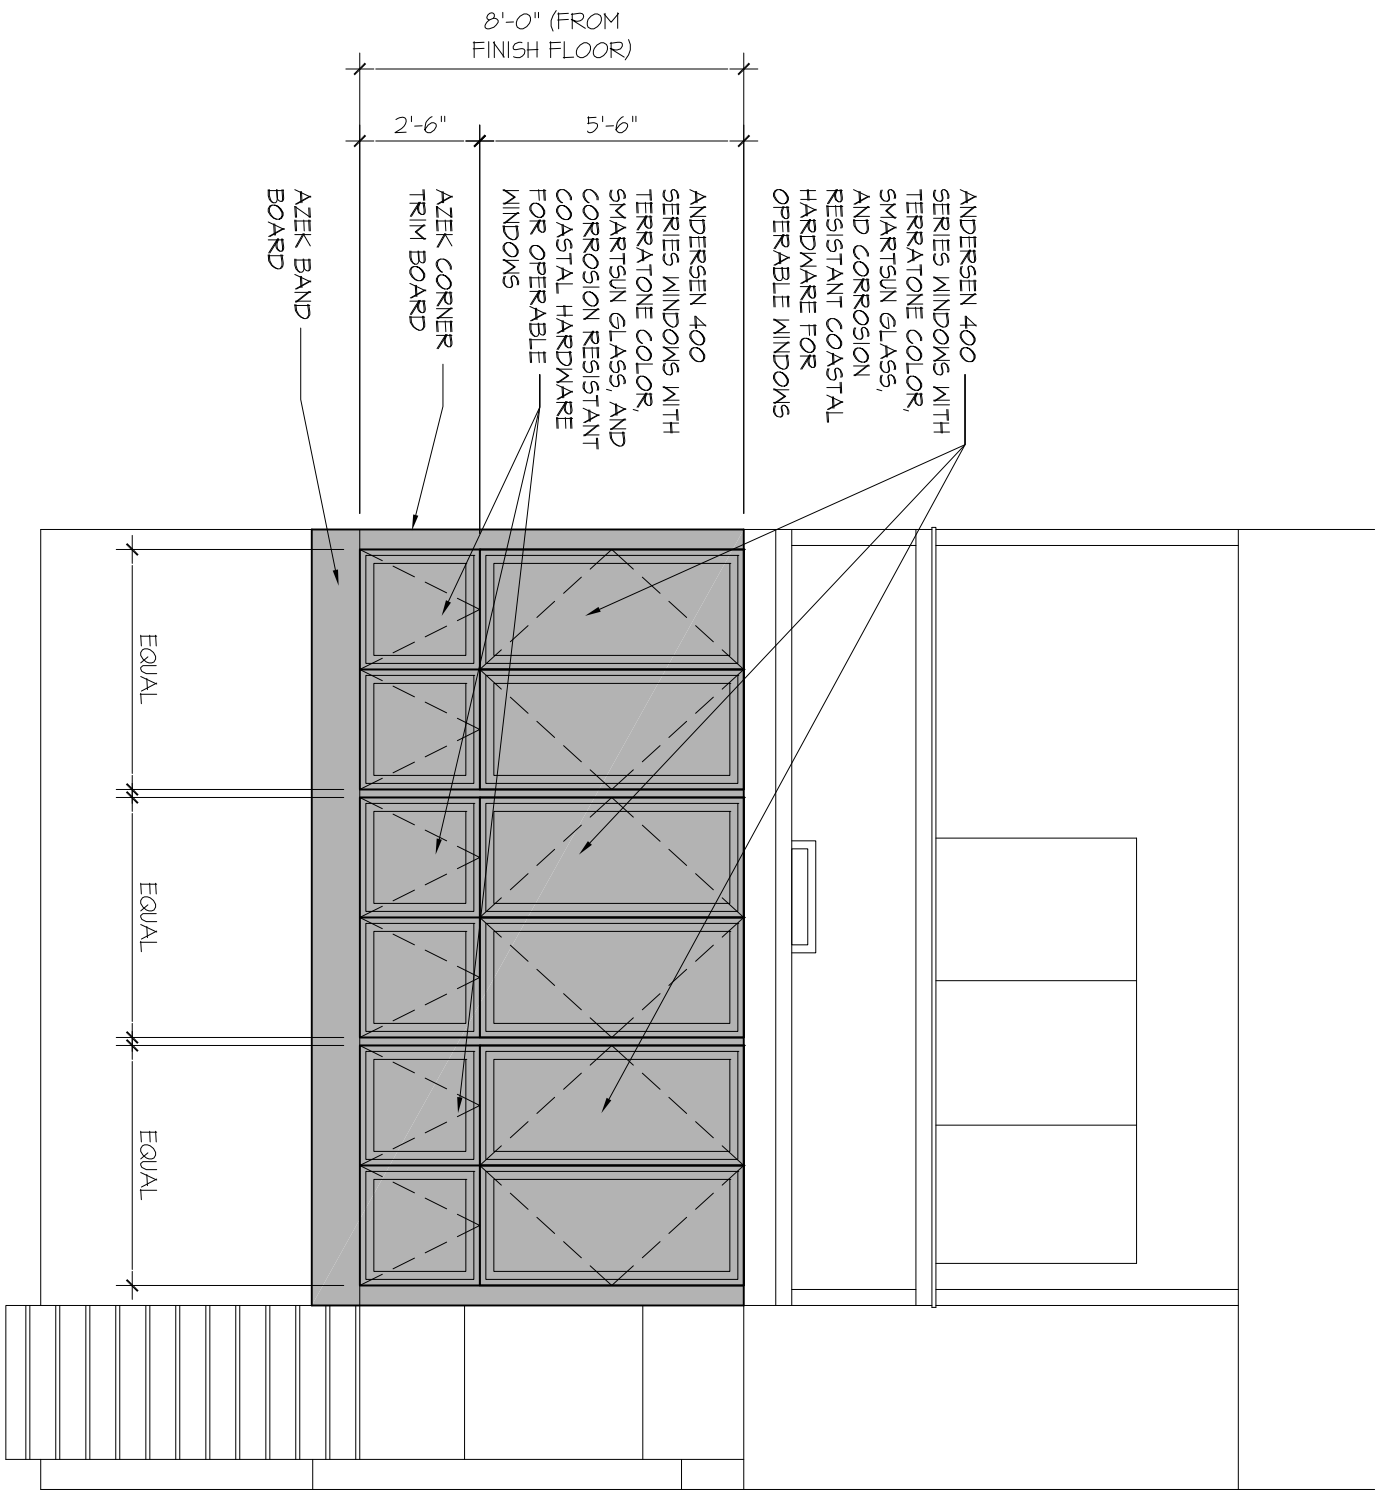 8'-0" (FROM
FINISH FLOOR)
2'-6"
5'-6"
ANDERSEN 400
SERIES WINDOWS WITH
TERRATONE COLOR,
SMARTSUN GLASS,
AND CORROSION
RESISTANT COASTAL
HARDWARE FOR
OPERABLE WINDOWS
ANDERSEN 400
SERIES WINDOWS WITH
TERRATONE COLOR,
SMARTSUN GLASS, AND
CORROSION RESISTANT
COASTAL HARDWARE
FOR OPERABLE
WINDOWS
AZEK CORNER
TRIM BOARD
AZEK BAND
BOARD
EQUAL
EQUAL
EQUAL